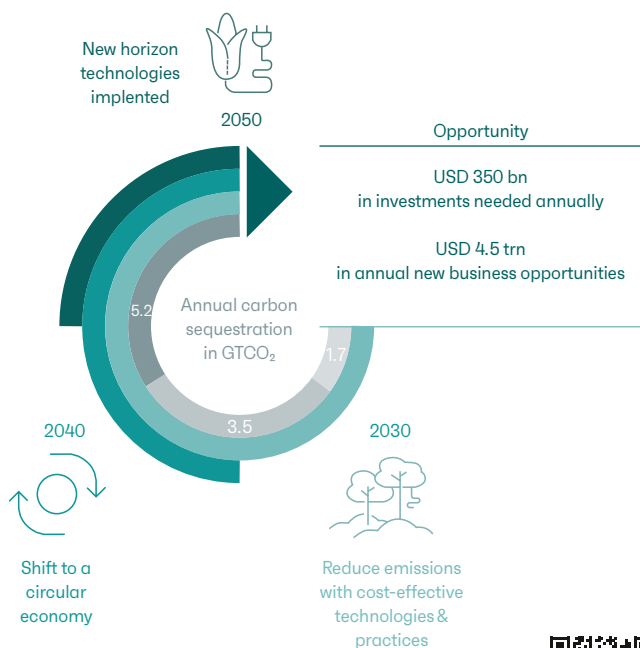 New horizon
technologies
implented
2050
Opportunity
USD 350 bn
in investments needed annually
USD 4.5 trn
in annual new business opportunities
5.2
Annual carbon
sequestration
in GTCO₂
1.7
3.5
2040
2030
Shift to a
circular
economy
Reduce emissions
with cost-effective
technologies &
practices